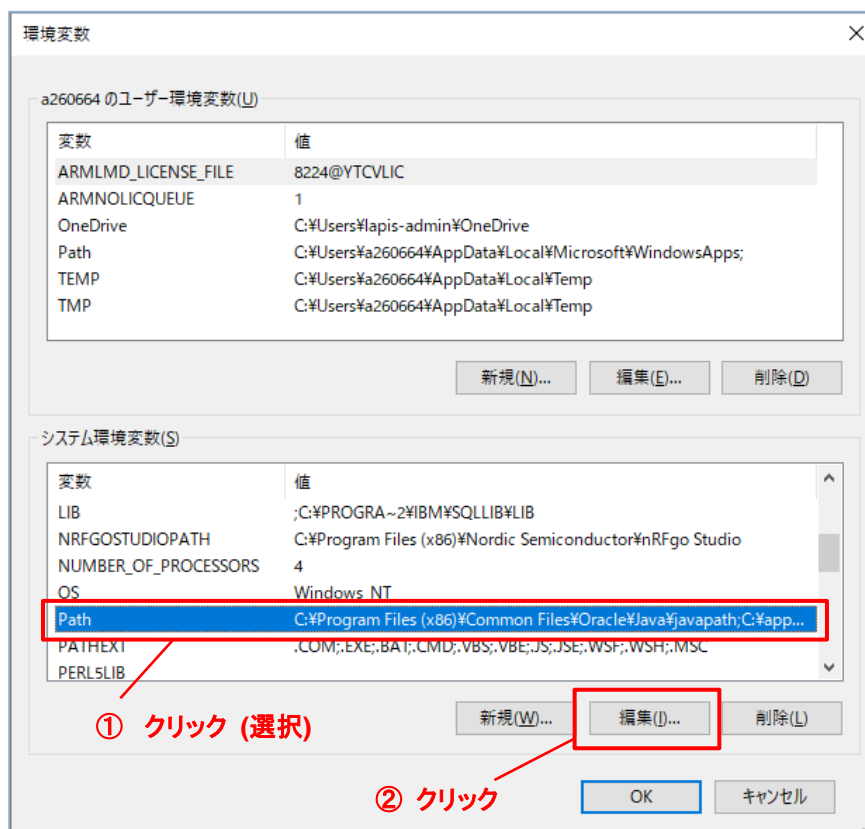 環境変数
a260664 のユーザー環境変数(U)
変数 値
ARMLMD_LICENSE_FILE 8224@YTCVLIC
ARMNOLICQUEUE 1
OneDrive C:¥Users¥lapis-admin¥OneDrive
Path C:¥Users¥a260664¥AppData¥Local¥Microsoft¥WindowsApps;
TEMP C:¥Users¥a260664¥AppData¥Local¥Temp
TMP C:¥Users¥a260664¥AppData¥Local¥Temp
新規(N)... 編集(E)... 削除(D)
システム環境変数(S)
変数 値
LIB ;C:¥PROGRA~2¥IBM¥SQLLIB¥LIB
NRFGOSTUDIOPATH C:¥Program Files (x86)¥Nordic Semiconductor¥nRFgo Studio
NUMBER_OF_PROCESSORS 4
OS Windows_NT
Path C:¥Program Files (x86)¥Common Files¥Oracle¥Java¥javapath;C:¥app...
PATHEXT .COM;.EXE;.BAT;.CMD;.VBS;.VBE;.JS;.JSE;.WSF;.WSH;.MSC
PERL5LIB
新規(W)... 編集(I)... 削除(L)
① クリック (選択)
② クリック
OK キャンセル